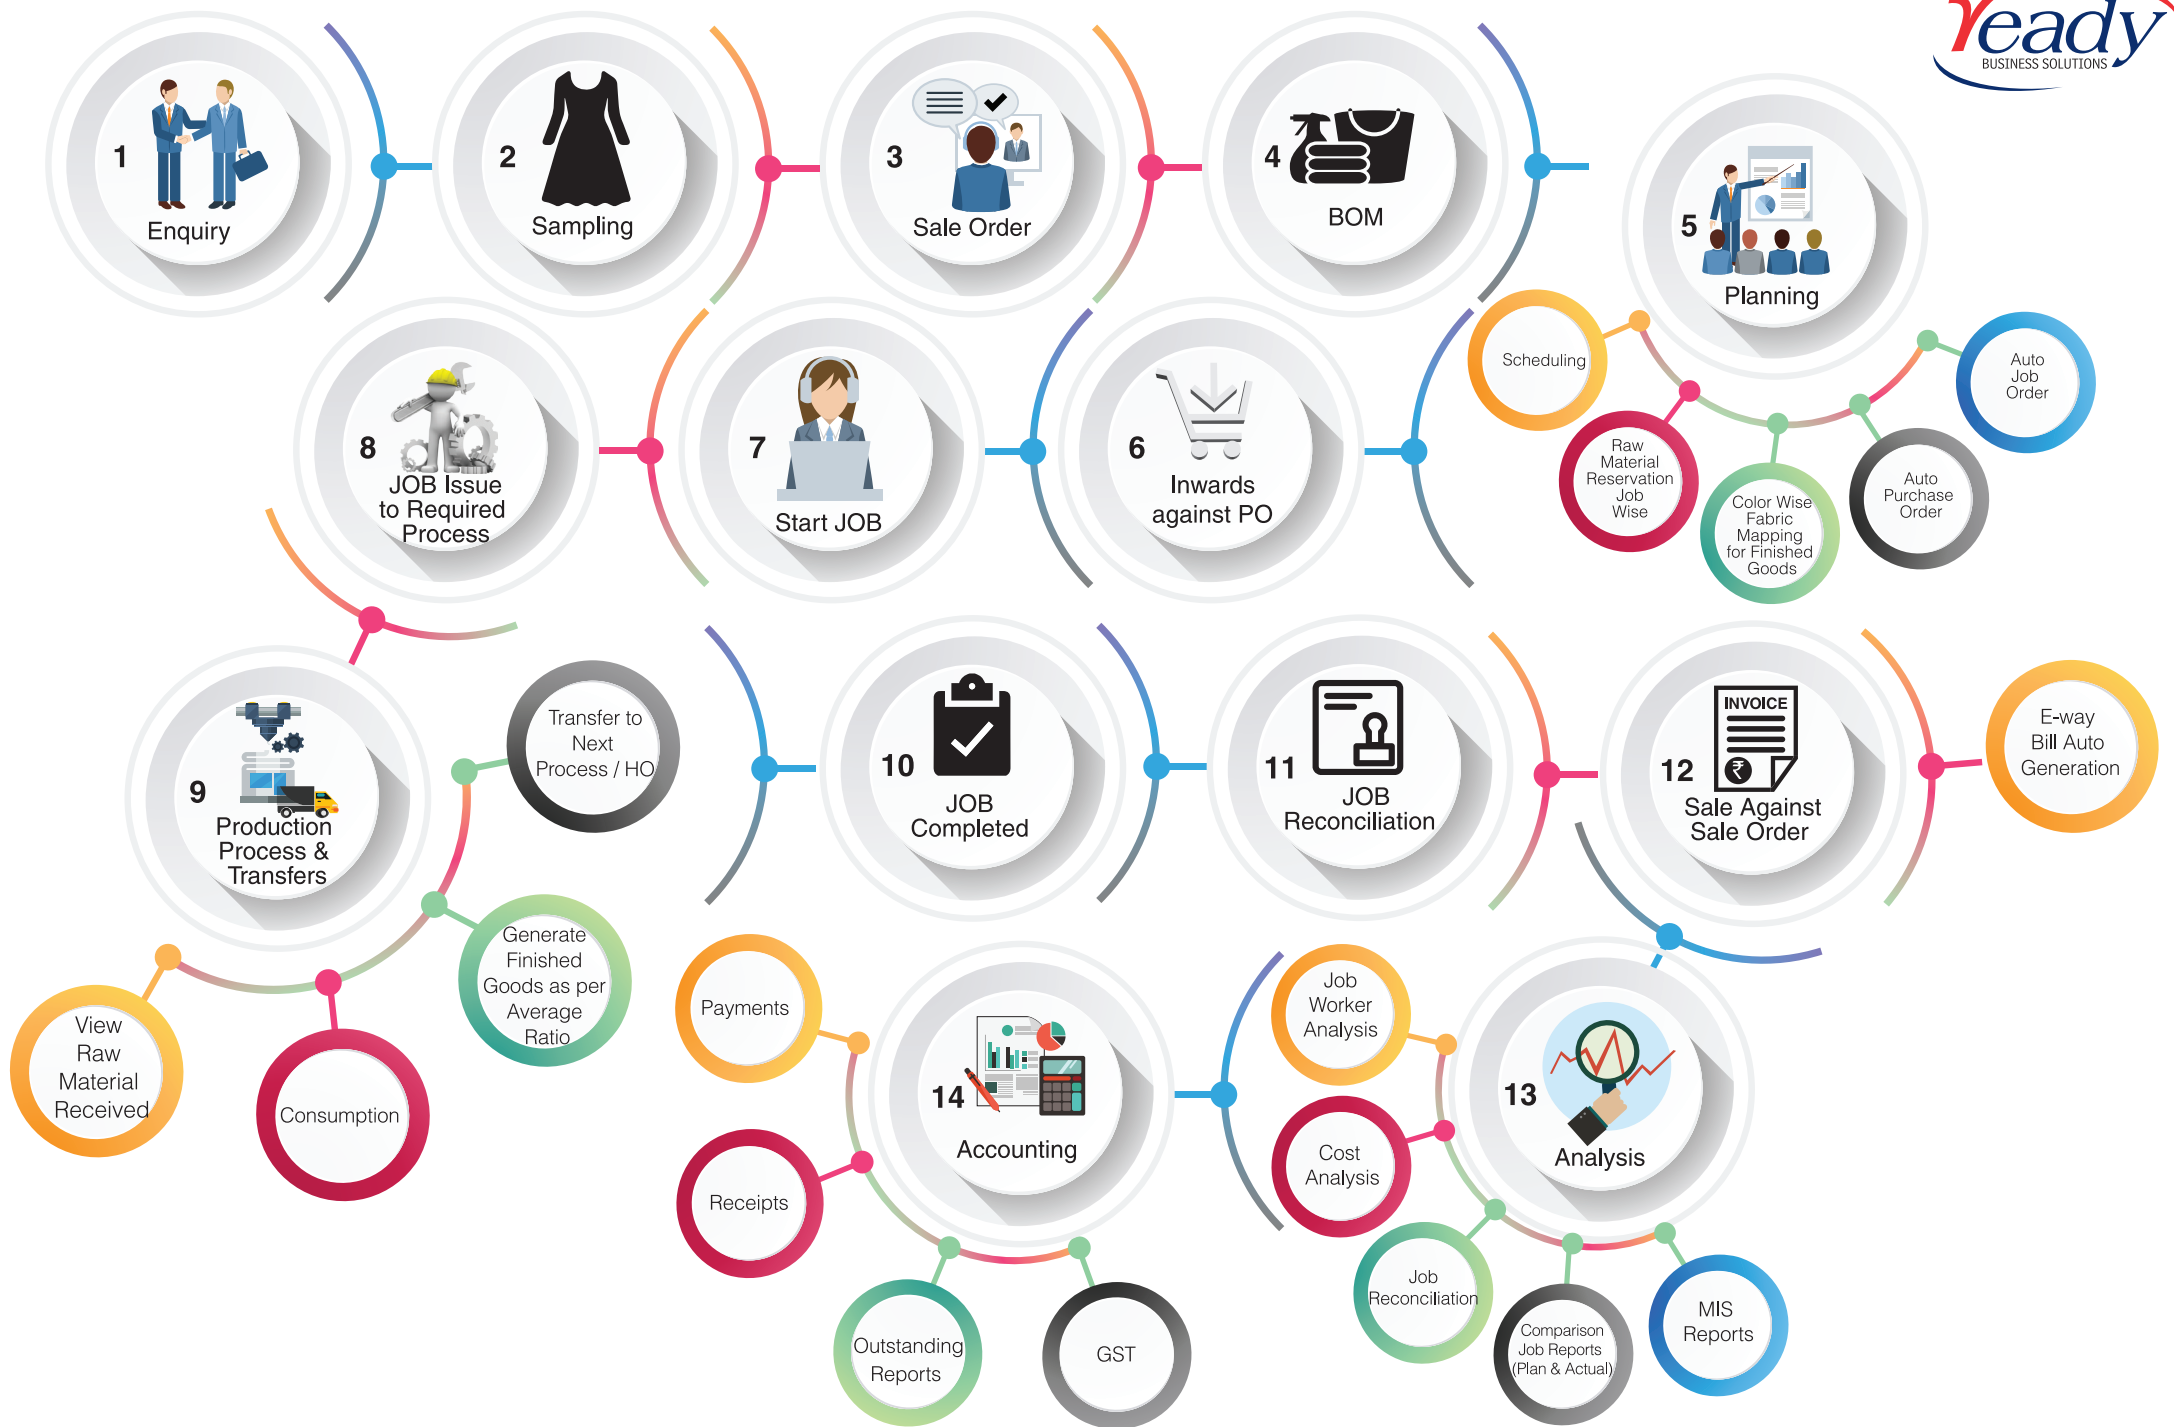 ready
BUSINESS SOLUTIONS
1
Enquiry
2
Sampling
3
Sale Order
4
BOM
5
Planning
Scheduling
Raw
Material
Reservation
Job
Wise
Color Wise
Fabric
Mapping
for Finished
Goods
Auto
Purchase
Order
Auto
Job
Order
6
Inwards
against PO
7
Start JOB
8
JOB Issue
to Required
Process
9
Production
Process &
Transfers
View
Raw
Material
Received
Consumption
Generate
Finished
Goods as per
Average
Ratio
Transfer to
Next
Process / HO
10
JOB
Completed
11
JOB
Reconciliation
INVOICE
₹
12
Sale Against
Sale Order
E-way
Bill Auto
Generation
13
Analysis
Job
Worker
Analysis
Cost
Analysis
Job
Reconciliation
Comparison
Job Reports
(Plan & Actual)
MIS
Reports
14
Accounting
Payments
Receipts
Outstanding
Reports
GST